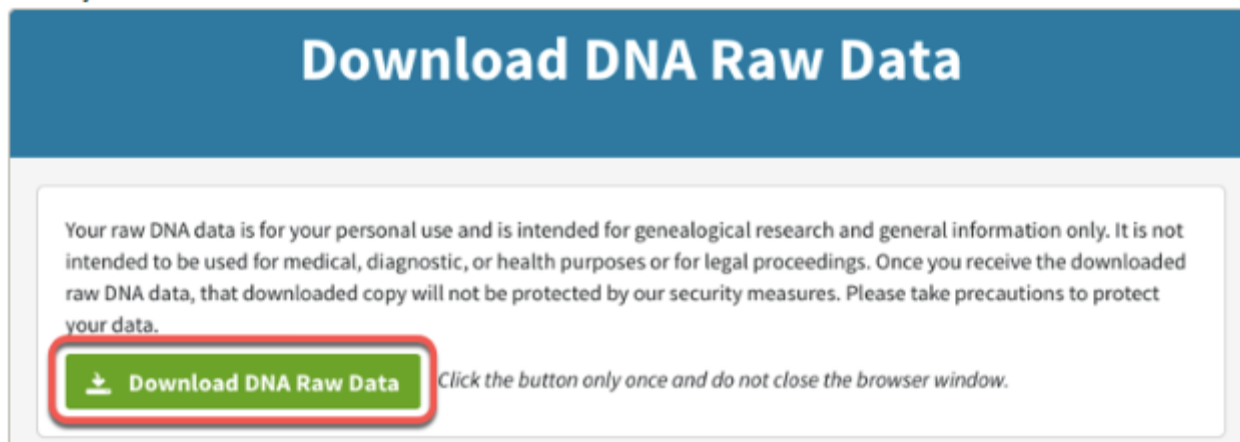 Download DNA Raw Data
Your raw DNA data is for your personal use and is intended for genealogical research and general information only. It is not
intended to be used for medical, diagnostic, or health purposes or for legal proceedings. Once you receive the downloaded
raw DNA data, that downloaded copy will not be protected by our security measures. Please take precautions to protect
your data.
Download DNA Raw Data Click the button only once and do not close the browser window.